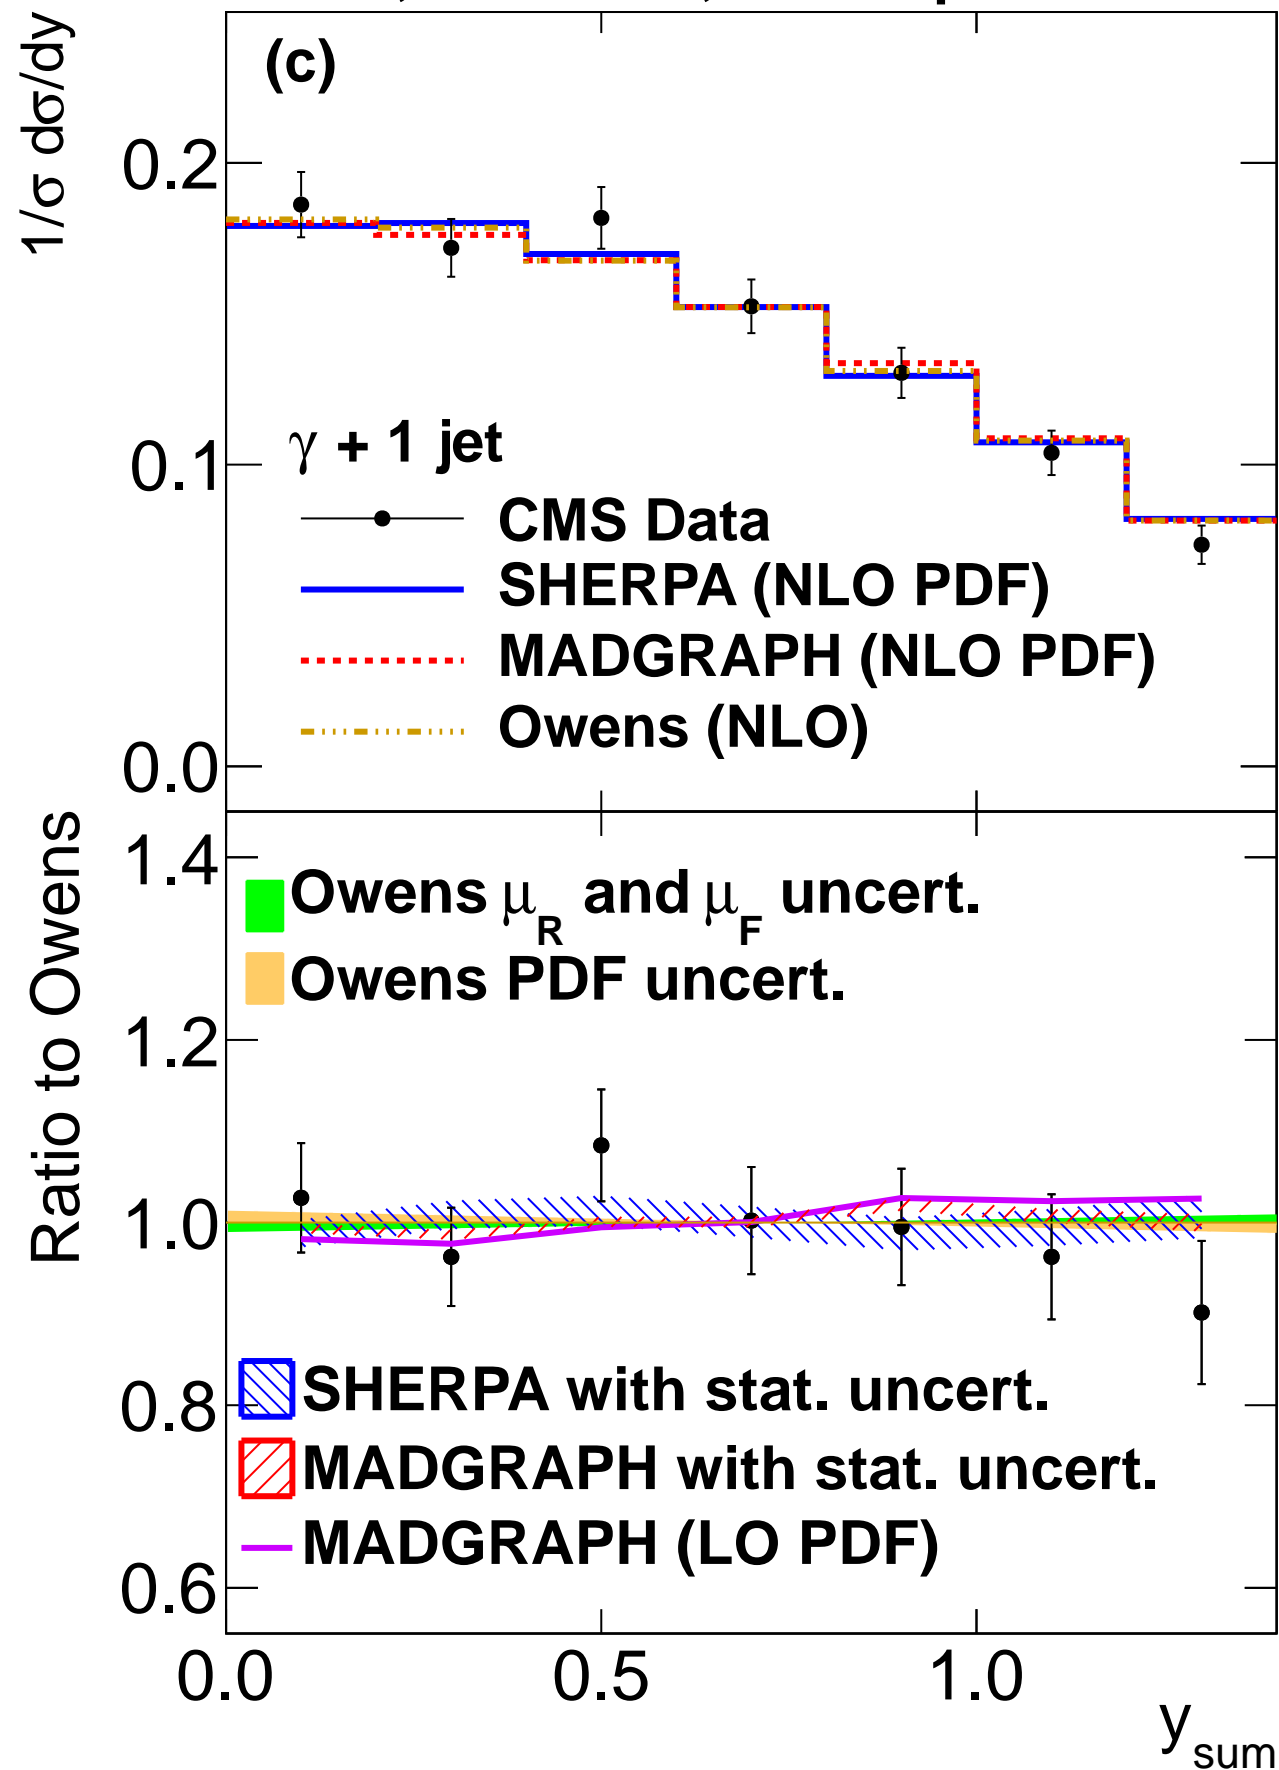 (c)
1/σ dσ/dy
0.2
0.1
0.0
γ + 1 jet
CMS Data
SHERPA (NLO PDF)
MADGRAPH (NLO PDF)
Owens (NLO)
Ratio to Owens
1.4
1.2
1.0
0.8
0.6
Owens μR and μF uncert.
Owens PDF uncert.
SHERPA with stat. uncert.
MADGRAPH with stat. uncert.
MADGRAPH (LO PDF)
0.0 0.5 1.0
ysum